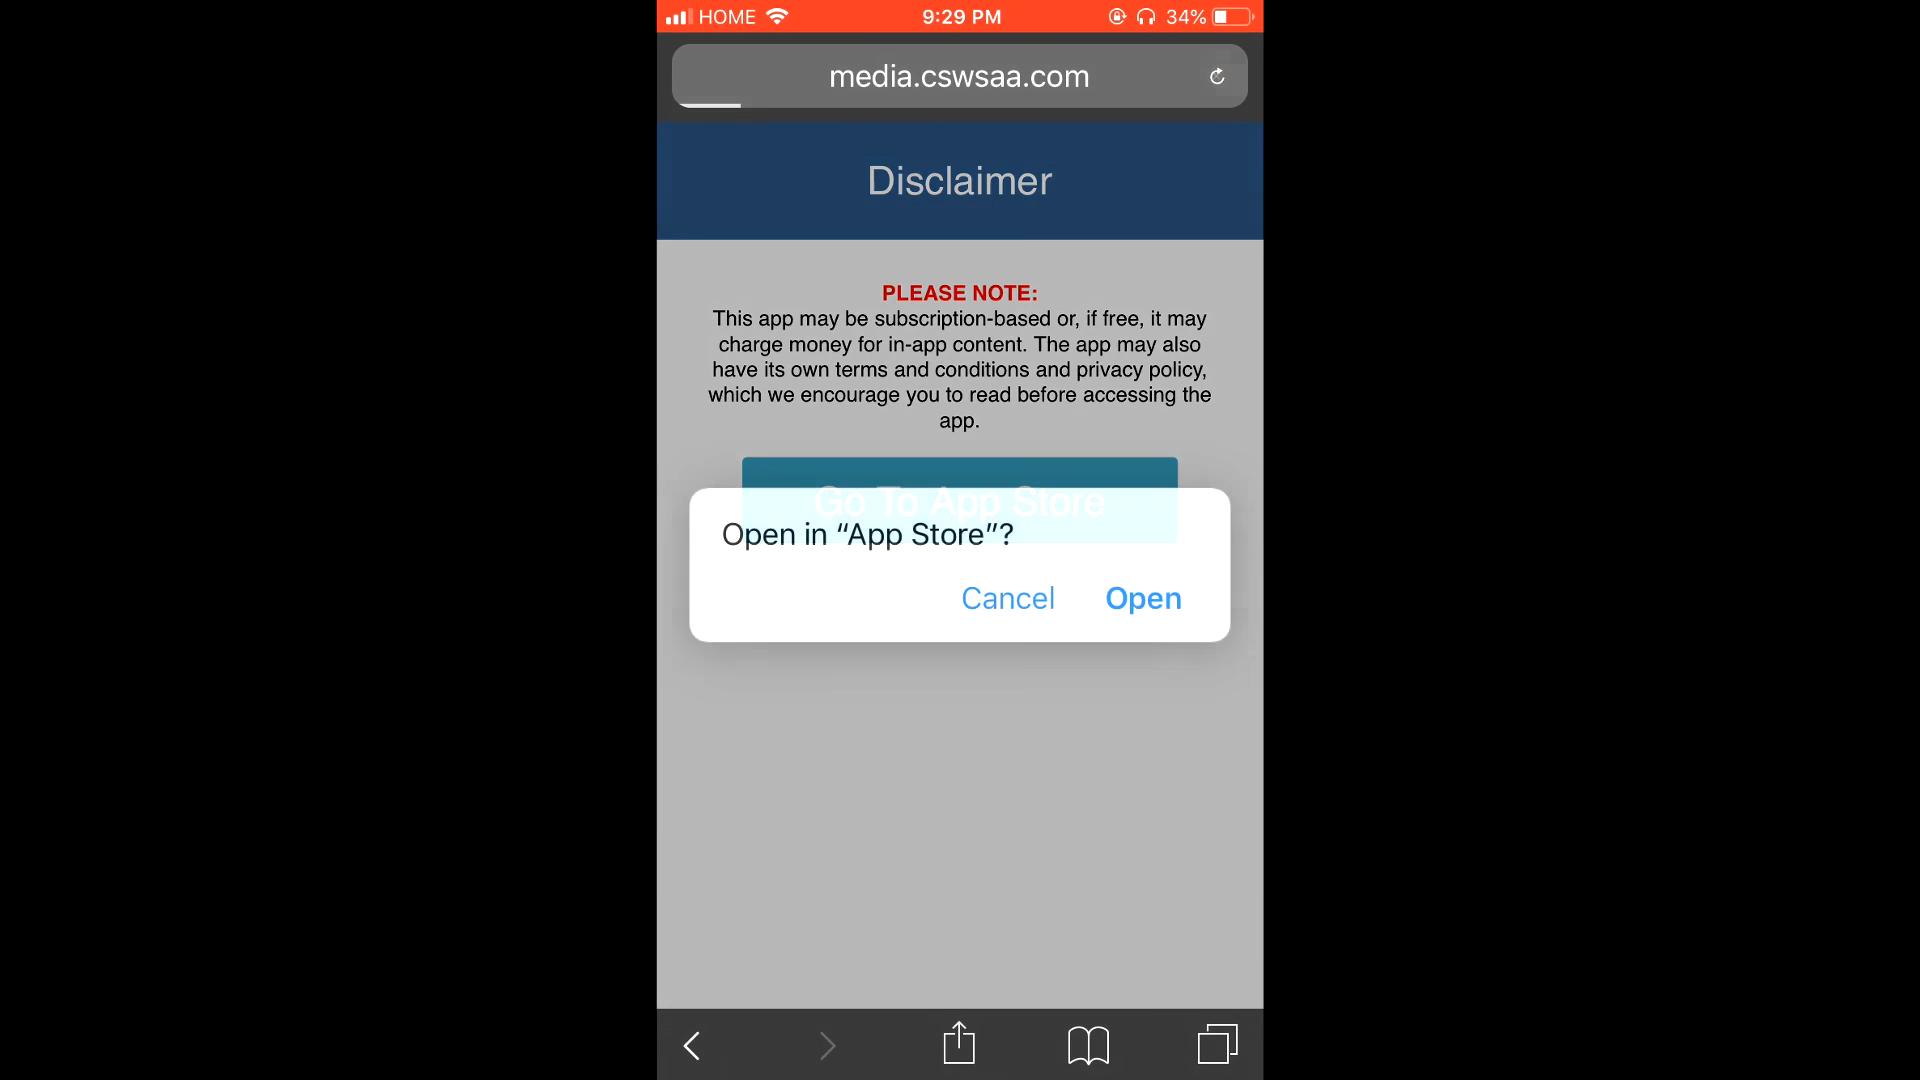 HOME 9:29 PM 34%
media.cswsaa.com
Disclaimer
PLEASE NOTE:
This app may be subscription-based or, if free, it may
charge money for in-app content. The app may also
have its own terms and conditions and privacy policy,
which we encourage you to read before accessing the
app.
Go To App Store
Open in “App Store”?
Cancel Open